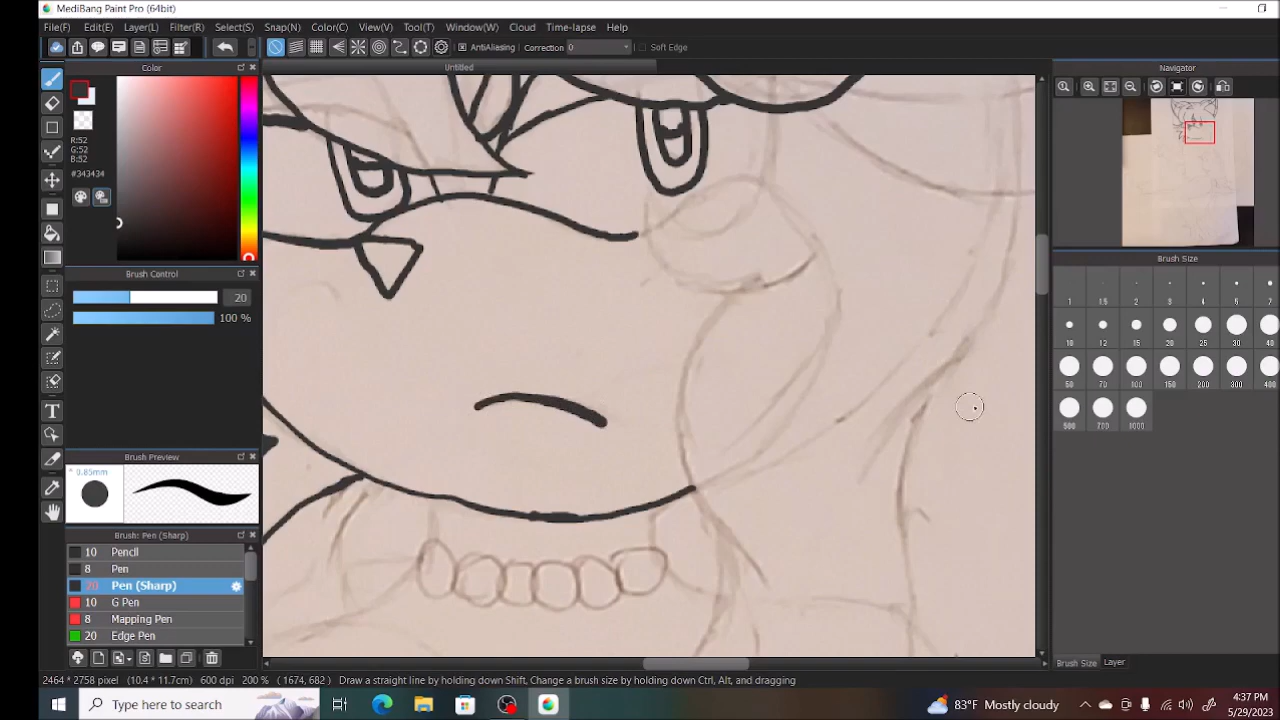 MediBang Paint Pro (64bit)
File(F) Edit(E) Layer(L) Filter(R) Select(S) Snap(N) Color(C) View(V) Tool(T) Window(W) Cloud Time-lapse Help(H)
AntiAliasing Correction 0 Soft Edge
Color
Untitled
Navigator
R:52
G:52
B:52
#343434
Brush Control
20
100 %
Brush Size
1 1.5 2 3 4 5 7
10 12 15 20 25 30 40
50 70 100 150 200 300 400
500 700 1000
Brush Preview
* 0.85mm
Brush: Pen (Sharp)
10 Pencil
8 Pen
20 Pen (Sharp)
10 G Pen
8 Mapping Pen
20 Edge Pen
Brush Size Layer
2464 * 2758 pixel (10.4 * 11.7cm) 600 dpi 200 % (1674, 682) Draw a straight line by holding down Shift, Change a brush size by holding down Ctrl, Alt, and dragging
Type here to search
83°F Mostly cloudy
4:37 PM
5/29/2023